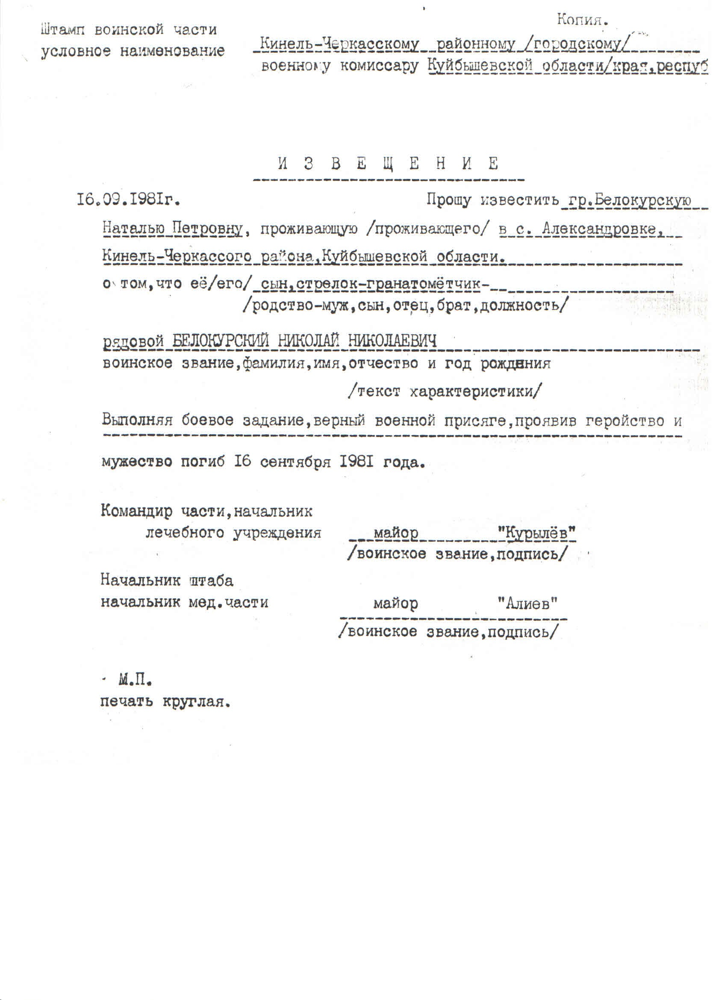 Копия.
Штамп воинской части
условное наименование
Кинель-Черкасскому районному /городскому/
военному комиссару Куйбышевской области/края,респуб
И З В Е Щ Е Н И Е
16.09.1981г. Прошу известить гр.Белокурскую
Наталью Петровну, проживающую /проживающего/ в с. Александровке,
Кинель-Черкассого района,Куйбышевской области.
о том,что её/его/ сын,стрелок-гранатомётчик-
/родство-муж,сын,отец,брат,должность/
рядовой БЕЛОКУРСКИЙ НИКОЛАЙ НИКОЛАЕВИЧ
воинское звание,фамилия,имя,отчество и год рождения
/текст характеристики/
Выполняя боевое задание,верный военной присяге,проявив геройство и
мужество погиб 16 сентября 1981 года.
Командир части,начальник
лечебного учреждения майор "Курылёв"
/воинское звание,подпись/
Начальник штаба
начальник мед.части майор "Алиев"
/воинское звание,подпись/
М.П.
печать круглая.